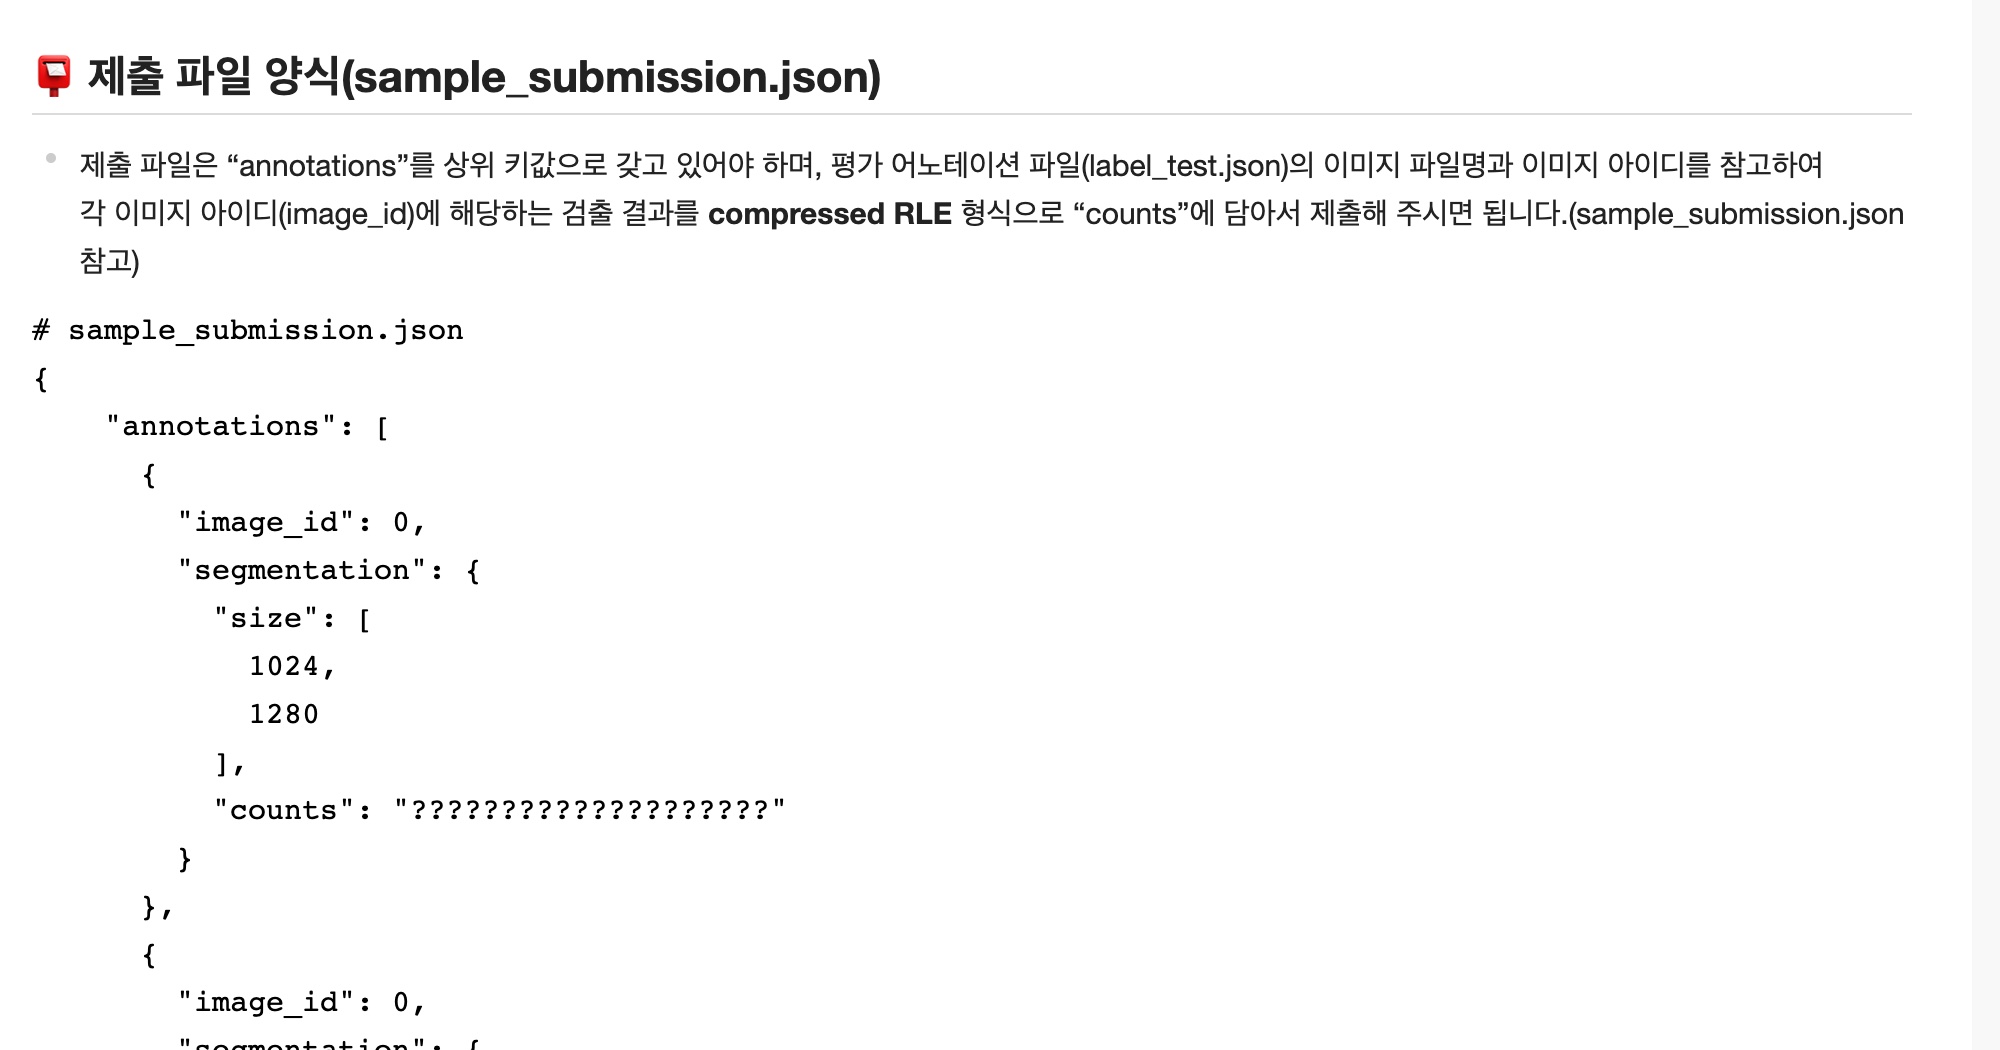 제출 파일 양식(sample_submission.json)
제출 파일은 “annotations”를 상위 키값으로 갖고 있어야 하며, 평가 어노테이션 파일(label_test.json)의 이미지 파일명과 이미지 아이디를 참고하여
각 이미지 아이디(image_id)에 해당하는 검출 결과를 compressed RLE 형식으로 “counts”에 담아서 제출해 주시면 됩니다.(sample_submission.json
참고)
# sample_submission.json
{
    "annotations": [
      {
        "image_id": 0,
        "segmentation": {
          "size": [
            1024,
            1280
          ],
          "counts": "????????????????????"
        }
      },
      {
        "image_id": 0,
        "segmentation": {